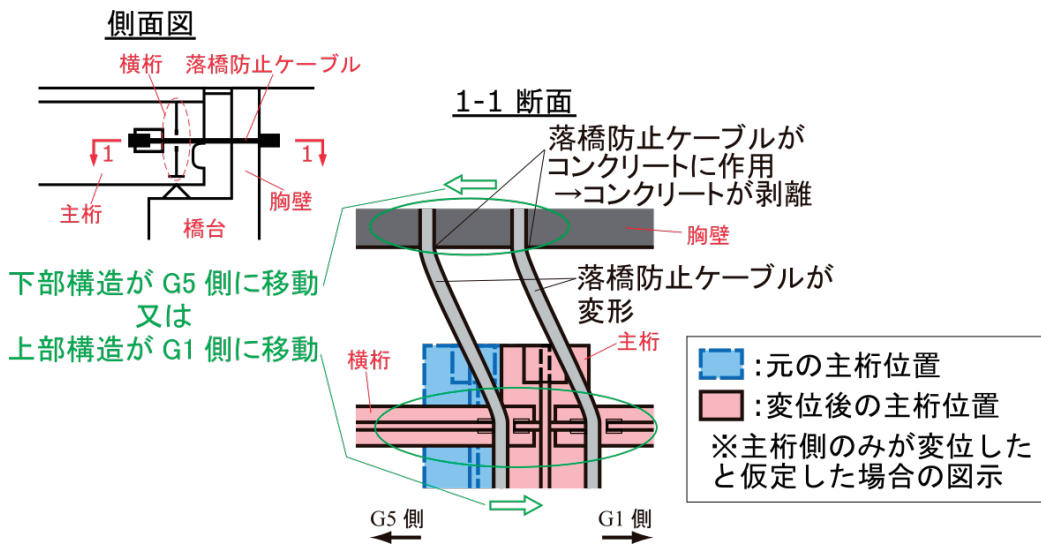 側面図
横桁
落橋防止ケーブル
1
1
主桁
橋台
胸壁
1-1 断面
落橋防止ケーブルが
コンクリートに作用
→コンクリートが剥離
胸壁
下部構造が G5 側に移動
又は
上部構造が G1 側に移動
落橋防止ケーブルが
変形
横桁
主桁
:元の主桁位置
:変位後の主桁位置
※主桁側のみが変位した
と仮定した場合の図示
G5 側
G1 側